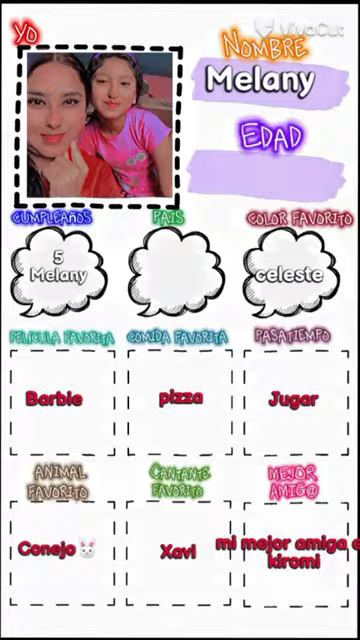 VivaCut
YO
NOMBRE
Melany
EDAD
CUMPLEAÑOS
PAIS
COLOR FAVORITO
5
Melany
celeste
PELICULA FAVORITA
COMIDA FAVORITA
PASATIEMPO
Barbie
pizza
Jugar
ANIMAL
FAVORITO
CANTANTE
FAVORITO
MEJOR
AMIG@
Conejo🐰
Xavi
mi mejor amiga e
kiromi